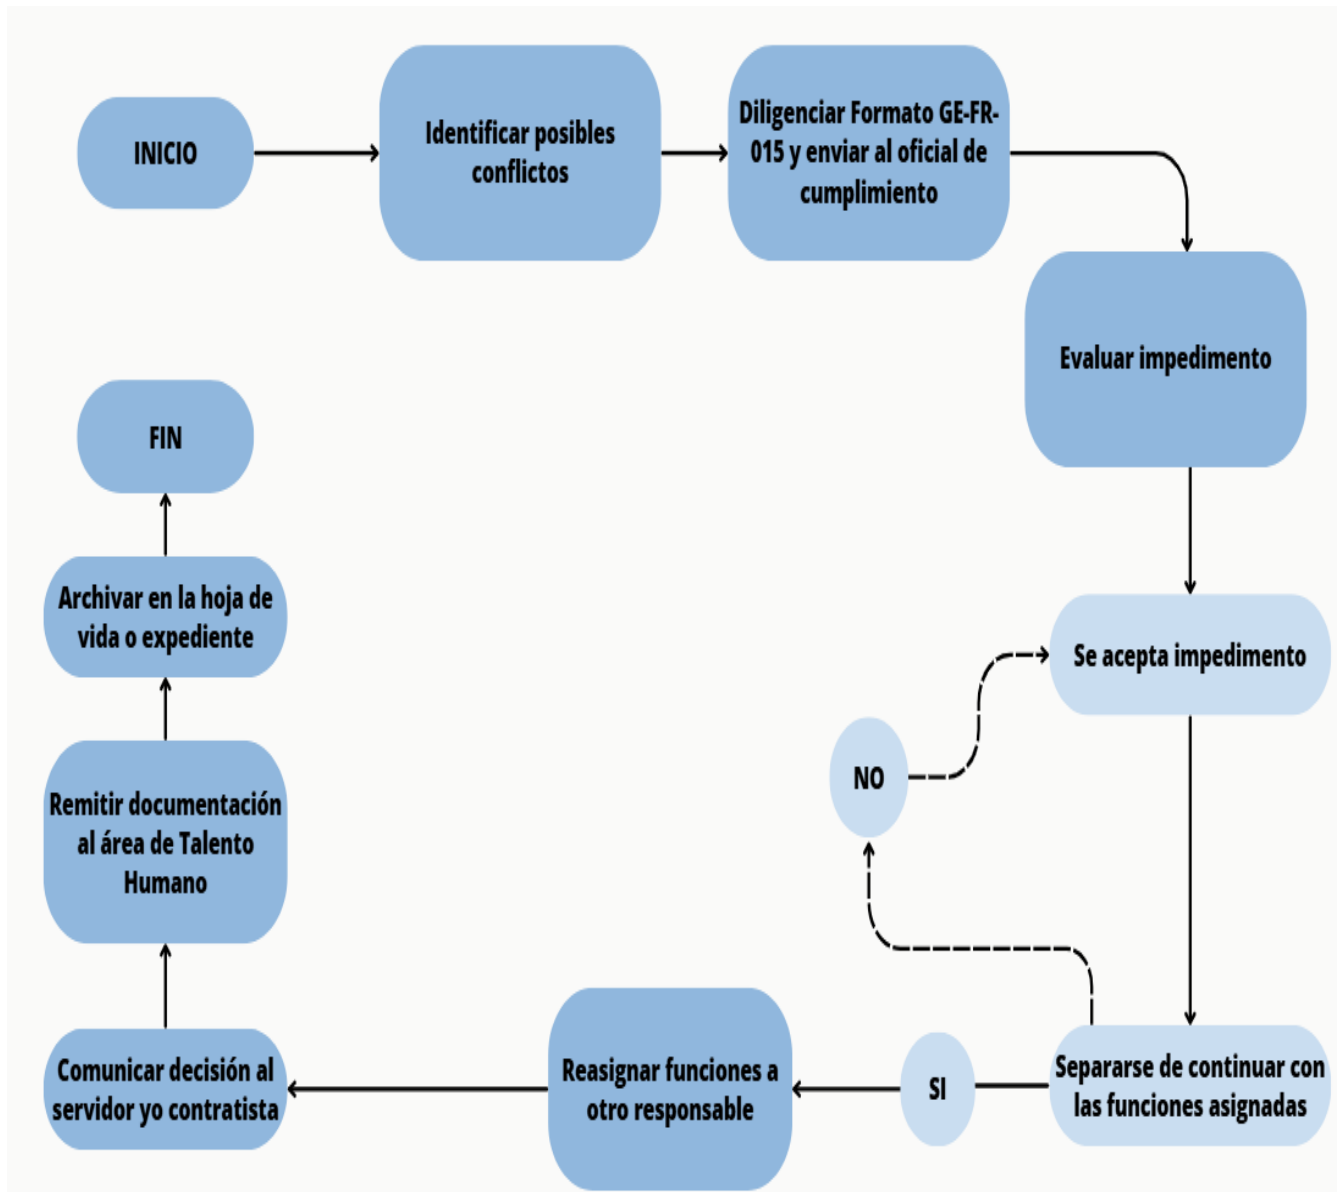 INICIO
Identificar posibles
conflictos
Diligenciar Formato GE-FR-
015 y enviar al oficial de
cumplimiento
Evaluar impedimento
Se acepta impedimento
NO
Separarse de continuar con
las funciones asignadas
SI
Reasignar funciones a
otro responsable
Comunicar decisión al
servidor yo contratista
Remitir documentación
al área de Talento
Humano
Archivar en la hoja de
vida o expediente
FIN